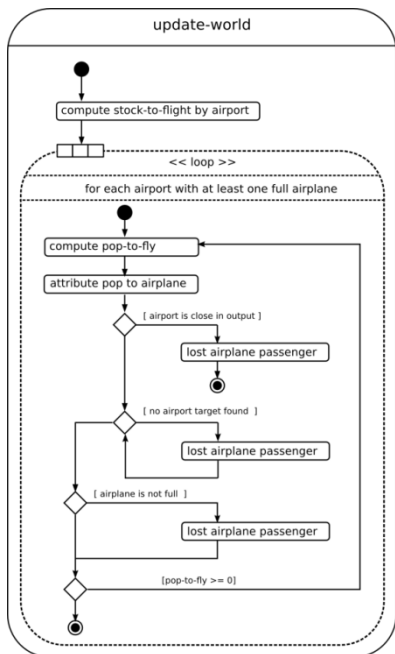 update-world
compute stock-to-flight by airport
<< loop >>
for each airport with at least one full airplane
compute pop-to-fly
attribute pop to airplane
[ airport is close in output ]
lost airplane passenger
[ no airport target found ]
lost airplane passenger
[ airplane is not full ]
lost airplane passenger
[pop-to-fly >= 0]